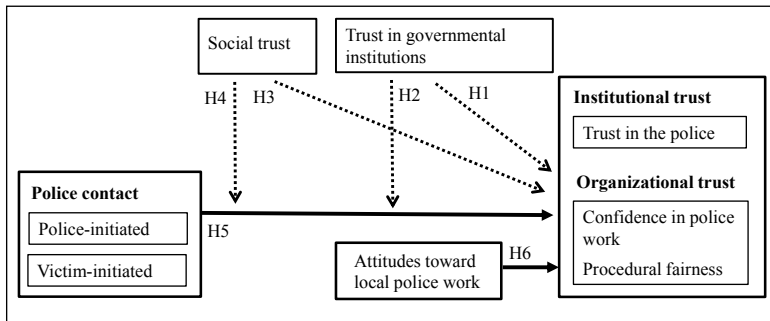 Social trust
Trust in governmental
institutions
H4
H3
H2
H1
Institutional trust
Trust in the police
Organizational trust
Confidence in police
work
Procedural fairness
Police contact
Police-initiated
Victim-initiated
H5
Attitudes toward
local police work
H6